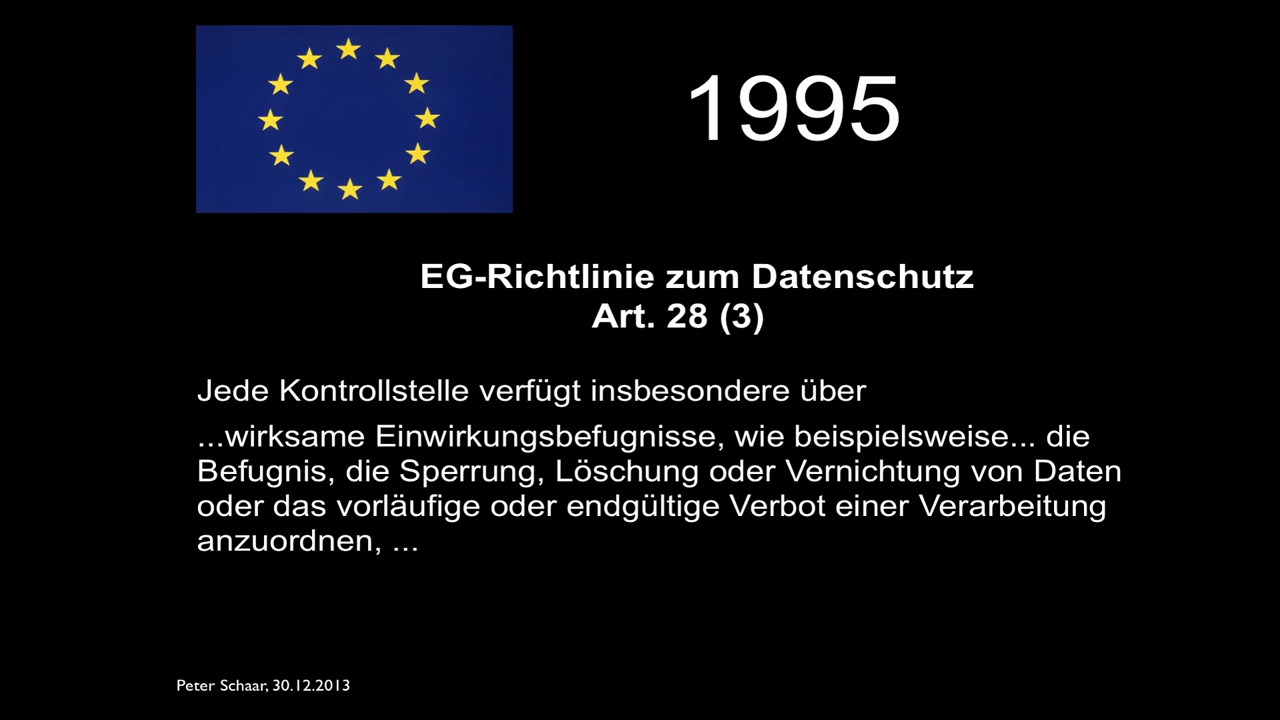 1995
EG-Richtlinie zum Datenschutz
Art. 28 (3)
Jede Kontrollstelle verfügt insbesondere über
...wirksame Einwirkungsbefugnisse, wie beispielsweise... die
Befugnis, die Sperrung, Löschung oder Vernichtung von Daten
oder das vorläufige oder endgültige Verbot einer Verarbeitung
anzuordnen, ...
Peter Schaar, 30.12.2013